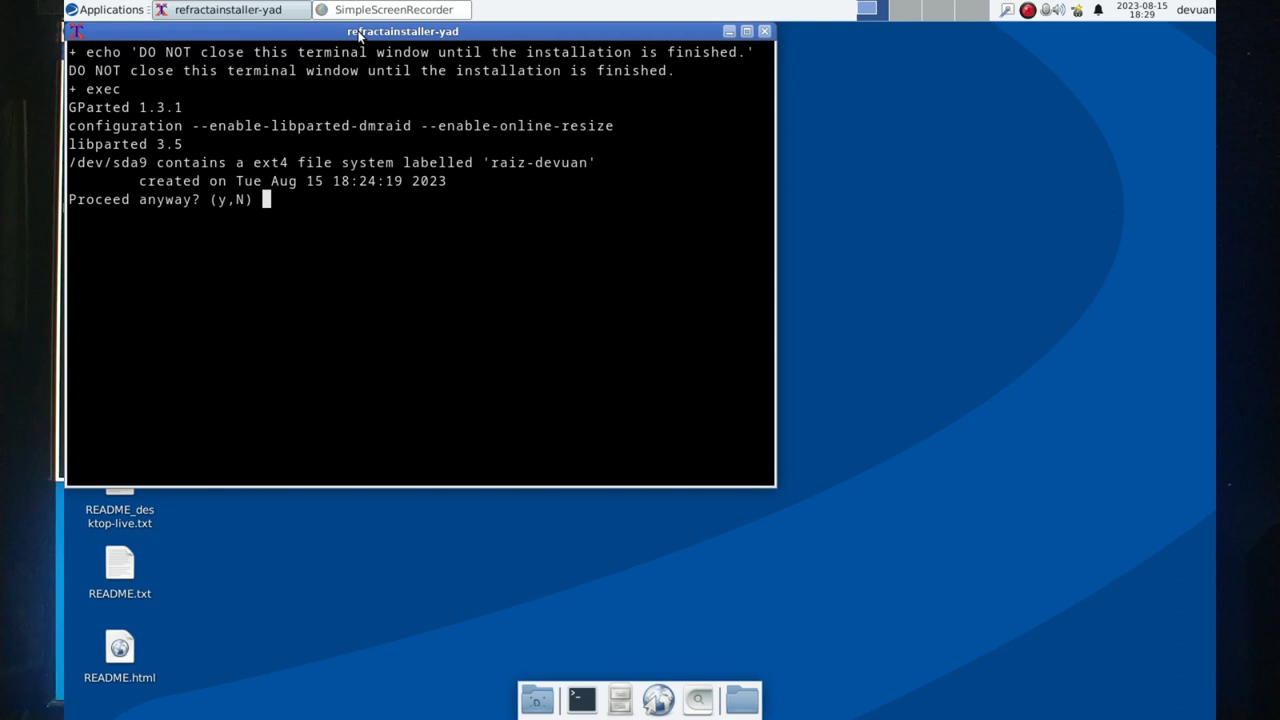 Applications
refractainstaller-yad
SimpleScreenRecorder
2023-08-15
18:29
devuan
refractainstaller-yad
+ echo 'DO NOT close this terminal window until the installation is finished.'
DO NOT close this terminal window until the installation is finished.
+ exec
GParted 1.3.1
configuration --enable-libparted-dmraid --enable-online-resize
libparted 3.5
/dev/sda9 contains a ext4 file system labelled 'raiz-devuan'
created on Tue Aug 15 18:24:19 2023
Proceed anyway? (y,N)
README_des
ktop-live.txt
README.txt
README.html